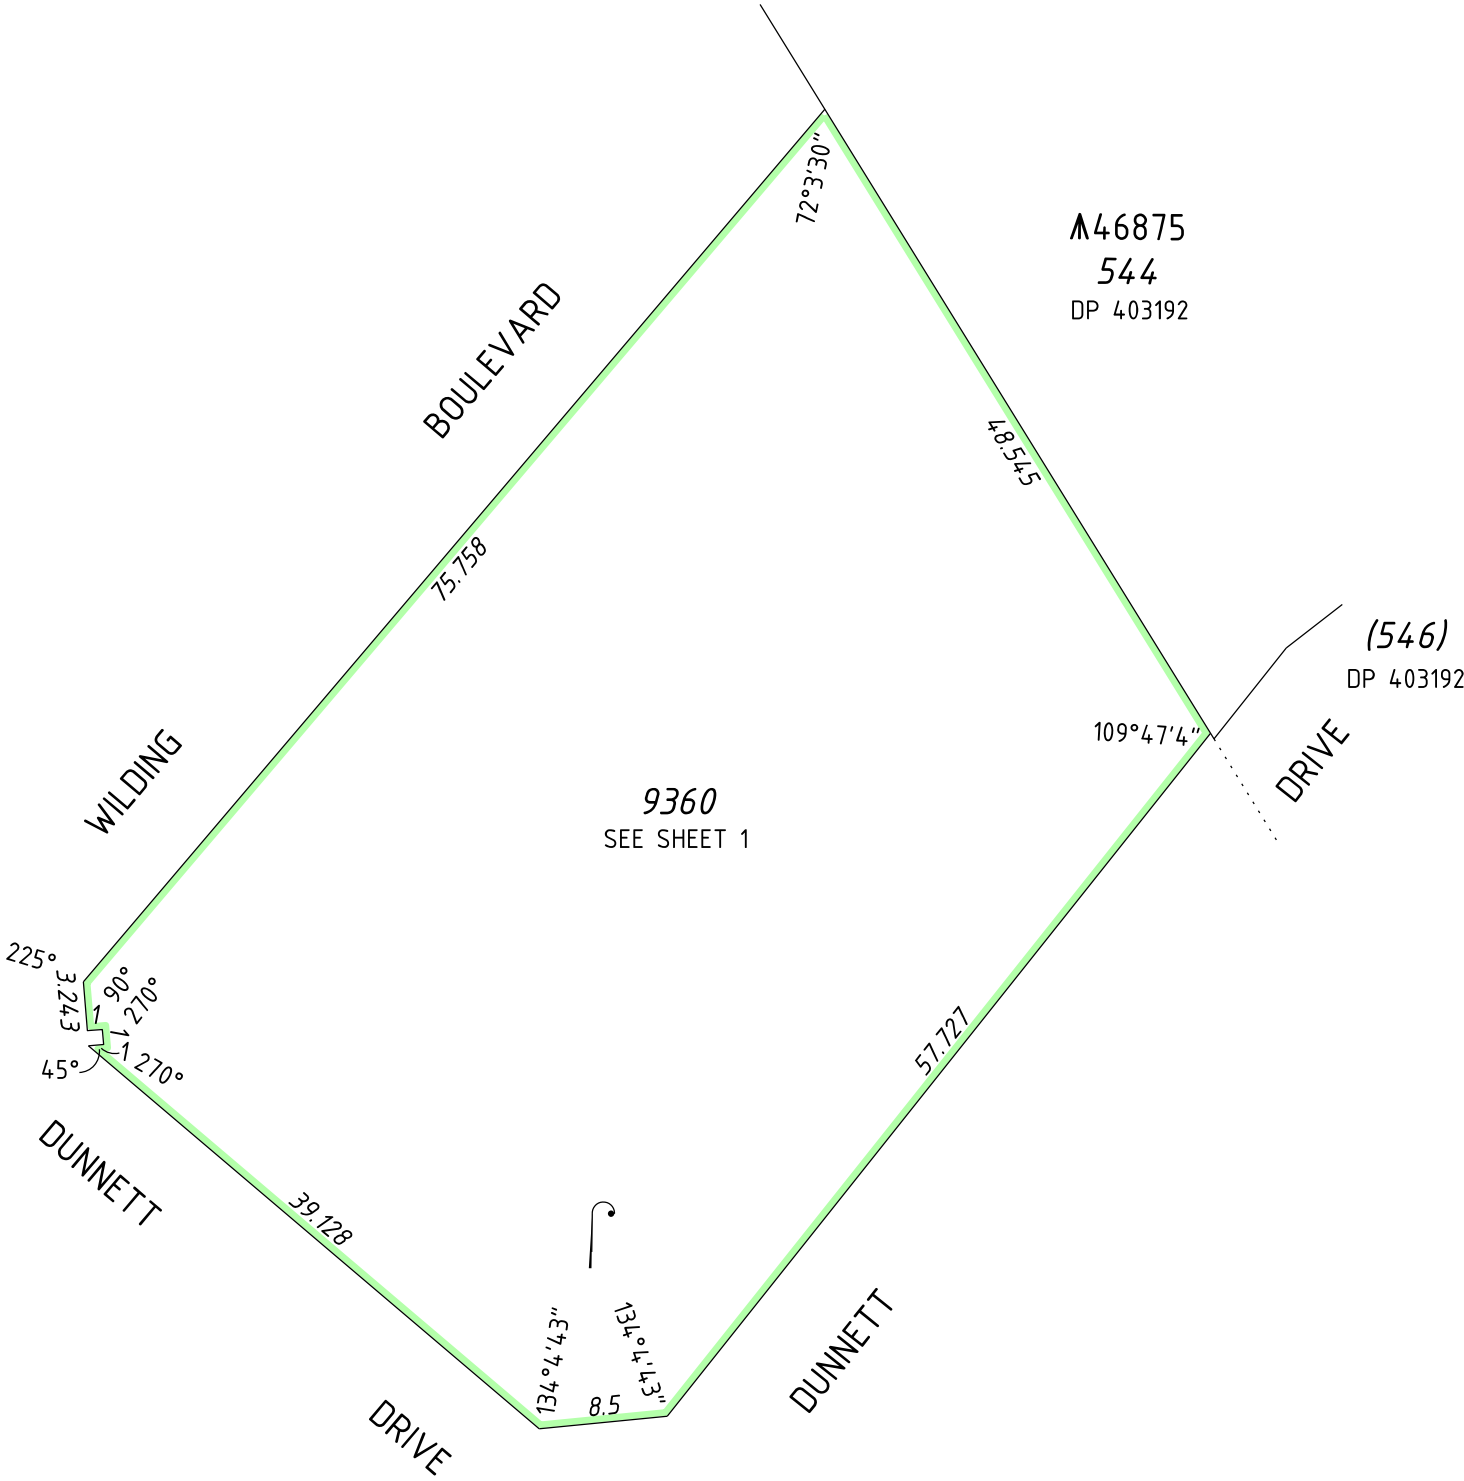 72°3'30"
46875
544
DP 403192
BOULEVARD
48.545
75.758
(546)
DP 403192
109°47'4"
DRIVE
WILDING
9360
SEE SHEET 1
225°
3.243
90°
270°
1
1
1
270°
45°
57.727
DUNNETT
39.128
134°4'43"
134°4'43"
8.5
DUNNETT
DRIVE